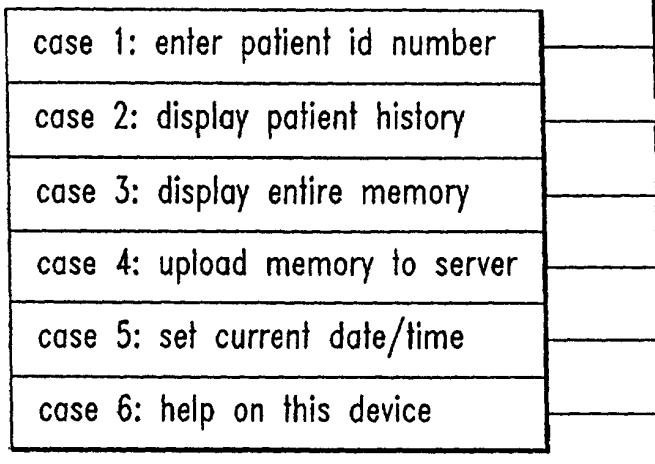 case 1: enter patient id number
case 2: display patient history
case 3: display entire memory
case 4: upload memory to server
case 5: set current date/time
case 6: help on this device